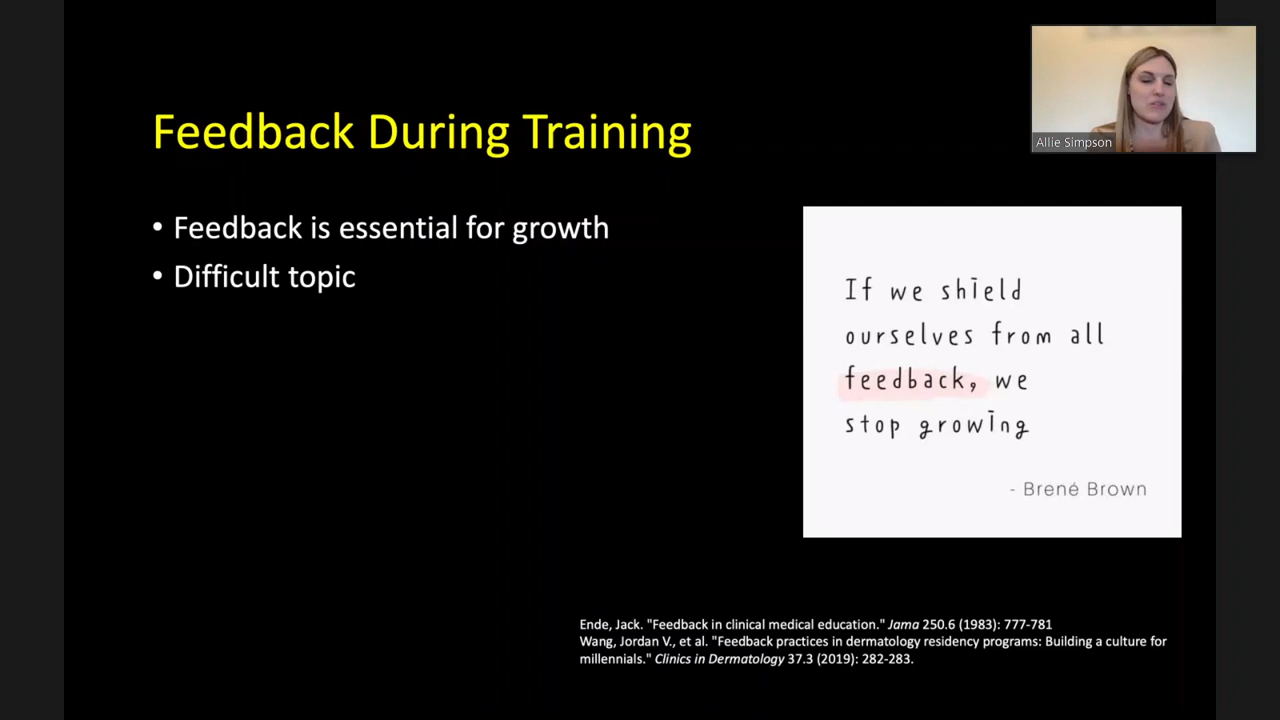 Feedback During Training
Allie Simpson
• Feedback is essential for growth
• Difficult topic
If we shield
ourselves from all
feedback, we
stop growing
- Brené Brown
Ende, Jack. "Feedback in clinical medical education." Jama 250.6 (1983): 777-781
Wang, Jordan V., et al. "Feedback practices in dermatology residency programs: Building a culture for
millennials." Clinics in Dermatology 37.3 (2019): 282-283.